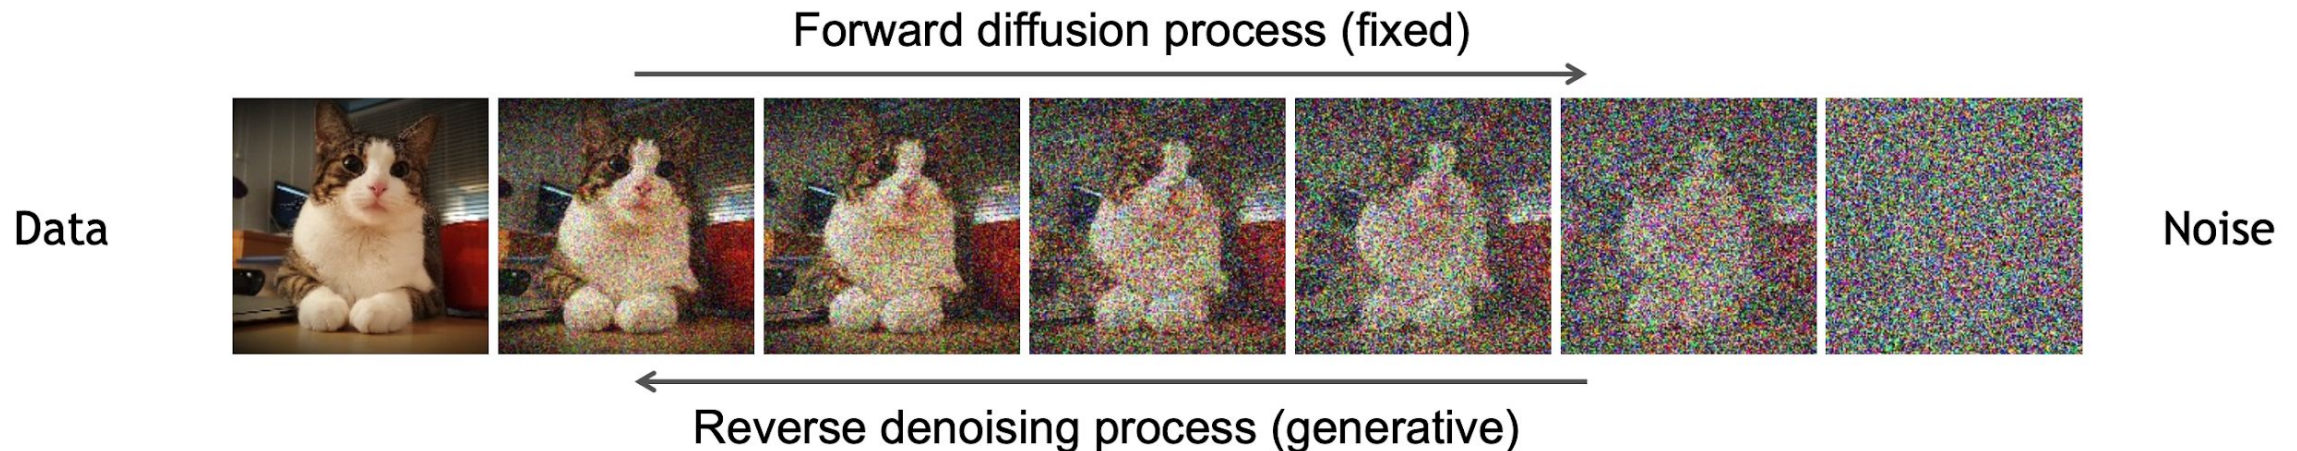 Forward diffusion process (fixed)
Data
Noise
Reverse denoising process (generative)